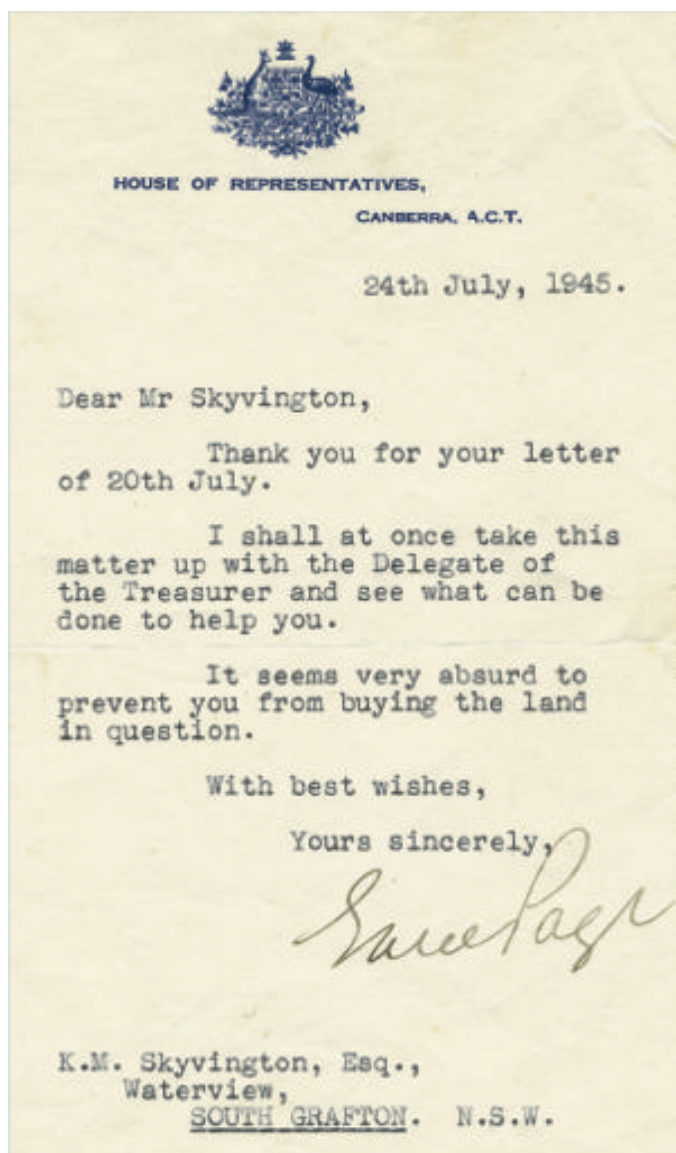 HOUSE OF REPRESENTATIVES,
CANBERRA, A.C.T.
24th July, 1945.
Dear Mr Skyvington,
Thank you for your letter
of 20th July.
I shall at once take this
matter up with the Delegate of
the Treasurer and see what can be
done to help you.
It seems very absurd to
prevent you from buying the land
in question.
With best wishes,
Yours sincerely,
Earle Page
K.M. Skyvington, Esq.,
Waterview,
SOUTH GRAFTON. N.S.W.